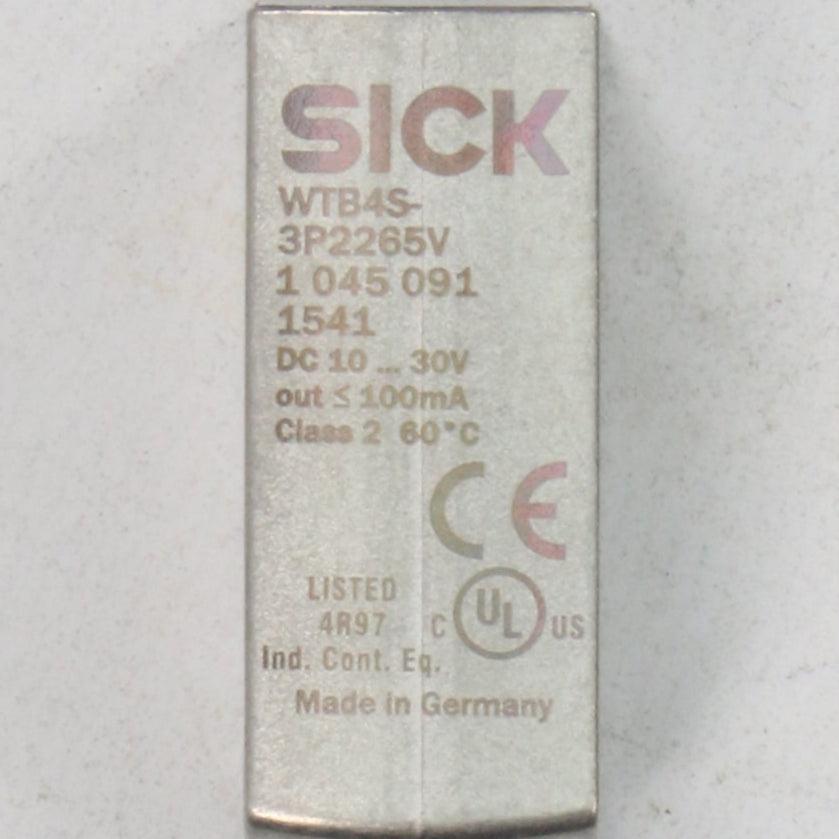 SICK
WTB4S-
3P2265V
1 045 091
1541
DC 10 ... 30V
out ≤ 100mA
Class 2 60°C
CE
LISTED
4R97
C UL US
Ind. Cont. Eq.
Made in Germany